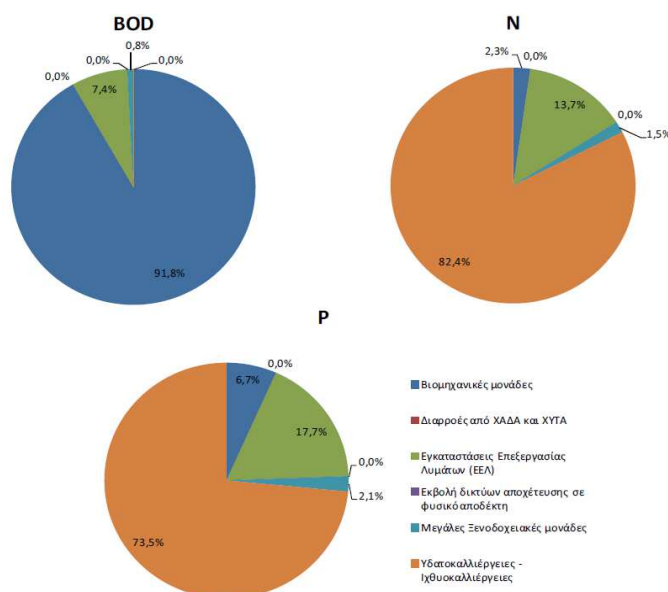 BOD
0,8%
0,0%
0,0%
0,0%
7,4%
91,8%
N
2,3%
0,0%
13,7%
0,0%
1,5%
82,4%
P
6,7%
0,0%
17,7%
0,0%
2,1%
73,5%
Βιομηχανικές μονάδες
Διαρροές από ΧΑΔΑ και ΧΥΤΑ
Εγκαταστάσεις Επεξεργασίας
Λυμάτων (ΕΕΛ)
Εκβολή δικτύων αποχέτευσης σε
φυσικό αποδέκτη
Μεγάλες Ξενοδοχειακές μονάδες
Υδατοκαλλιέργειες -
Ιχθυοκαλλιέργειες